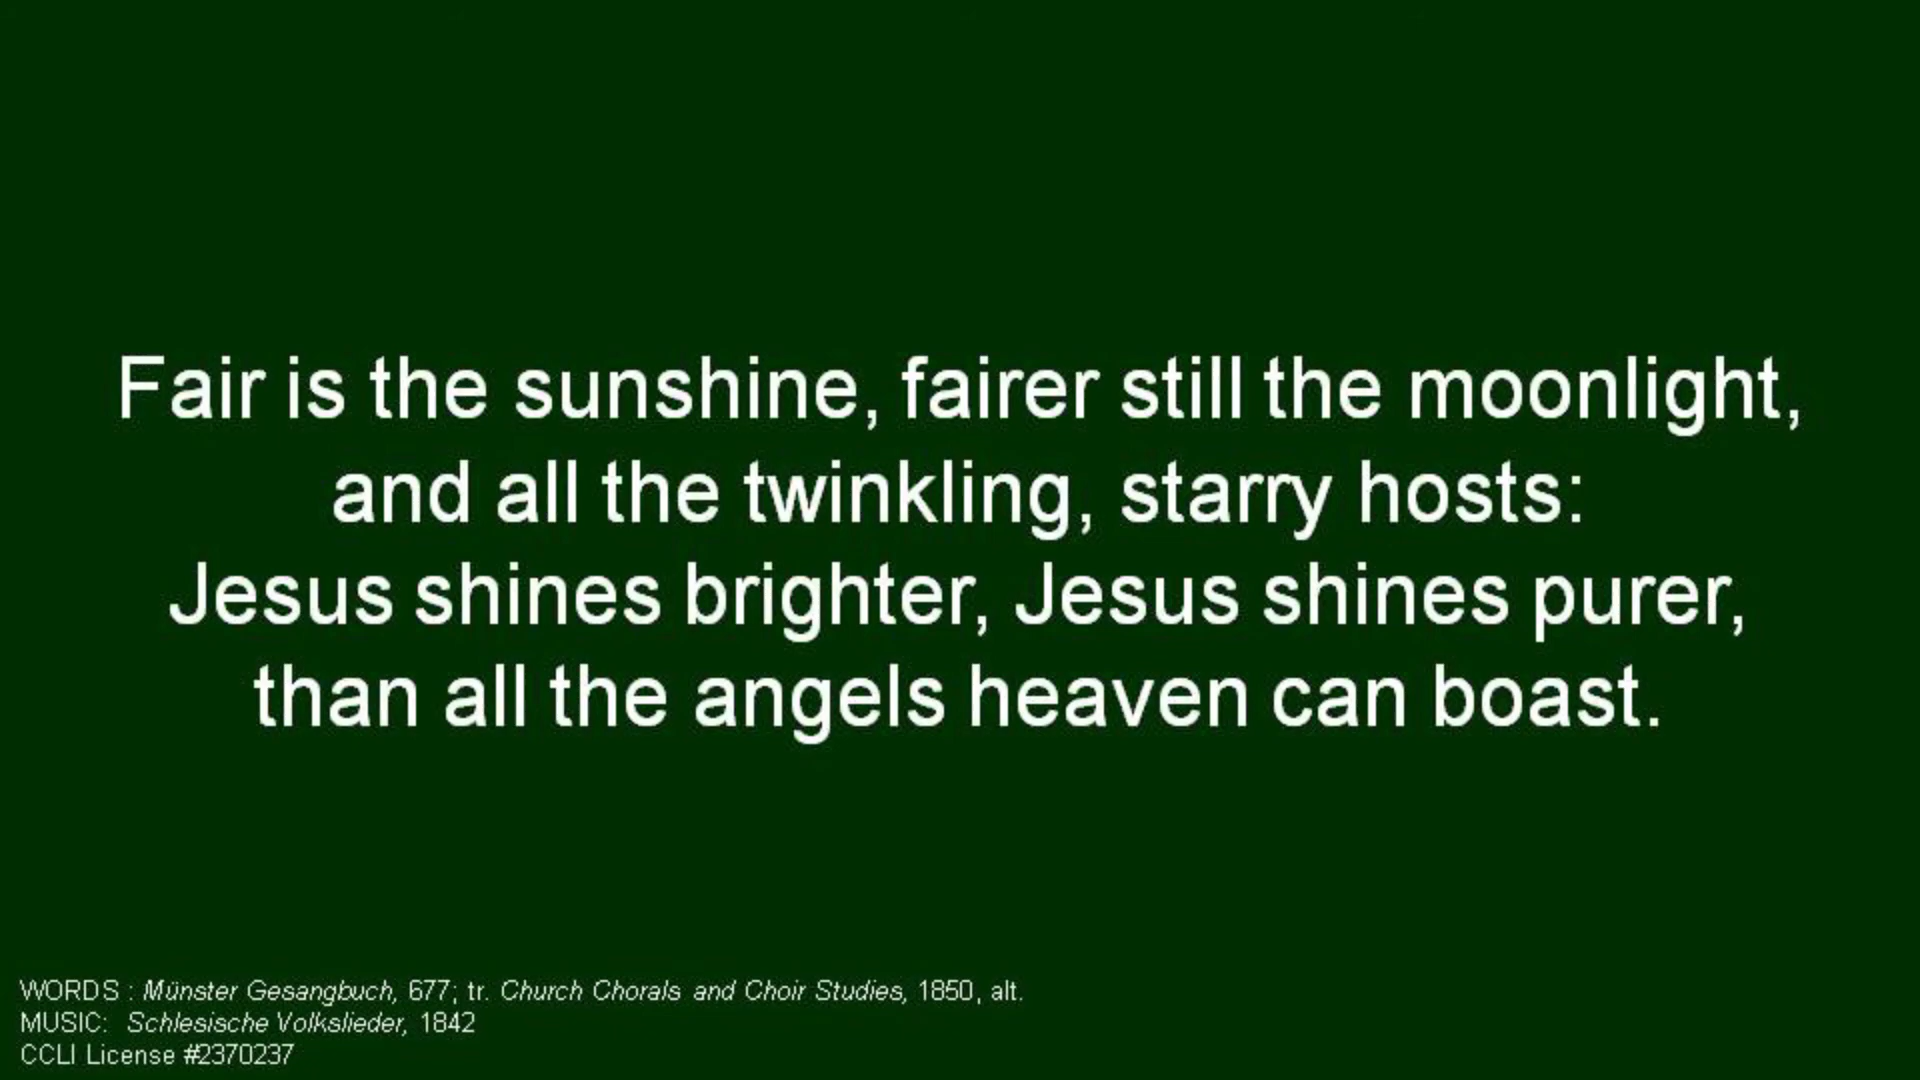 Fair is the sunshine, fairer still the moonlight,
and all the twinkling, starry hosts:
Jesus shines brighter, Jesus shines purer,
than all the angels heaven can boast.
WORDS : Münster Gesangbuch, 677; tr. Church Chorals and Choir Studies, 1850, alt.
MUSIC: Schlesische Volkslieder, 1842
CCLI License #2370237